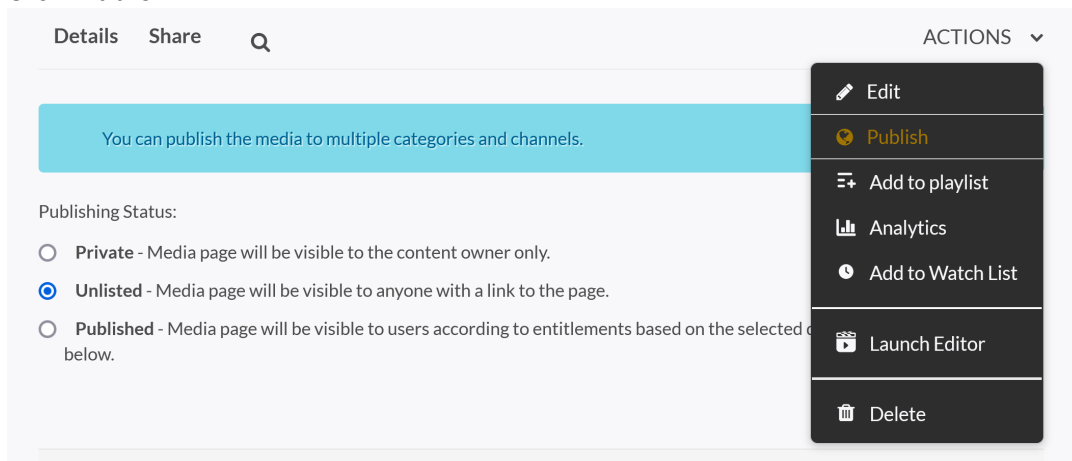 Details Share ACTIONS
Edit
You can publish the media to multiple categories and channels.
Publish
Add to playlist
Analytics
Add to Watch List
Launch Editor
Delete
Publishing Status:
Private - Media page will be visible to the content owner only.
Unlisted - Media page will be visible to anyone with a link to the page.
Published - Media page will be visible to users according to entitlements based on the selected
below.